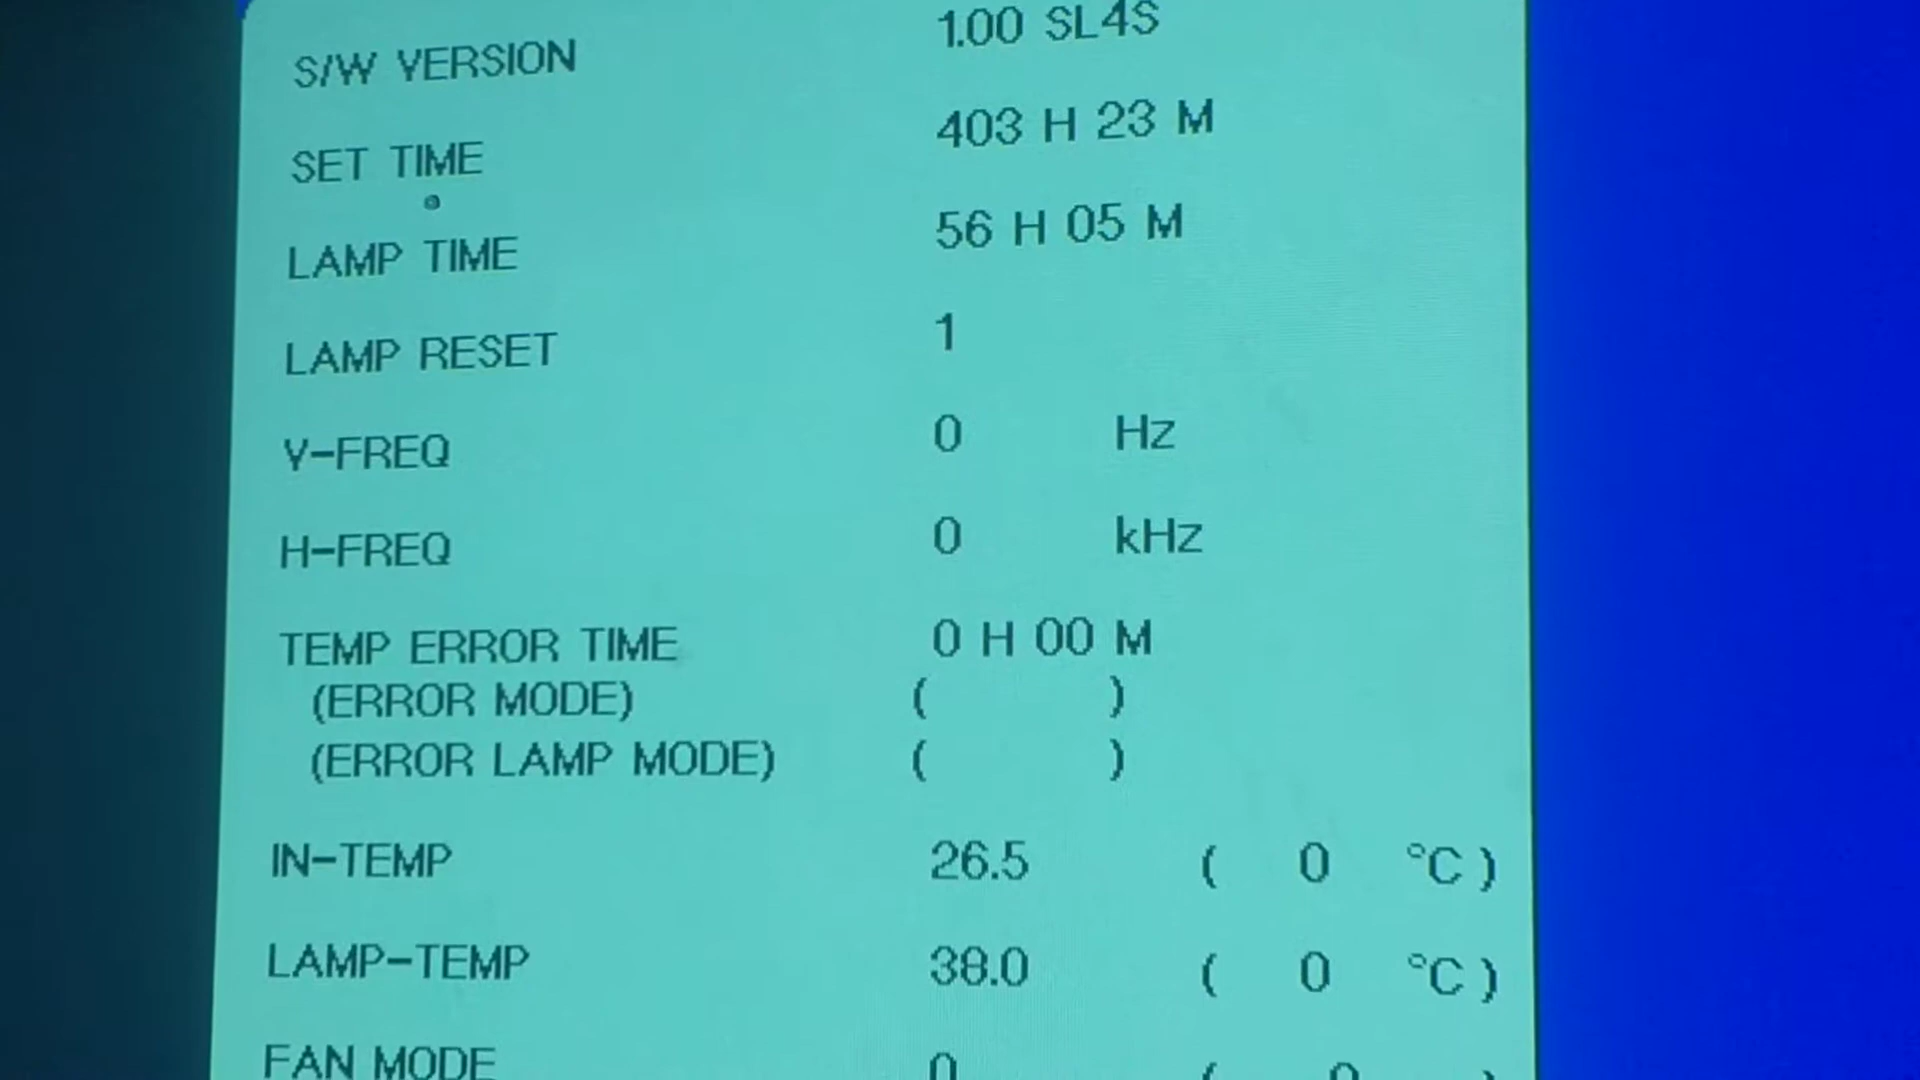 S/W VERSION 1.00 SL4S
SET TIME 403 H 23 M
LAMP TIME 56 H 05 M
LAMP RESET 1
V-FREQ 0 Hz
H-FREQ 0 kHz
TEMP ERROR TIME 0 H 00 M
(ERROR MODE) ( )
(ERROR LAMP MODE) ( )
IN-TEMP 26.5 ( 0 °C )
LAMP-TEMP 38.0 ( 0 °C )
FAN MODE 0 ( 0 )